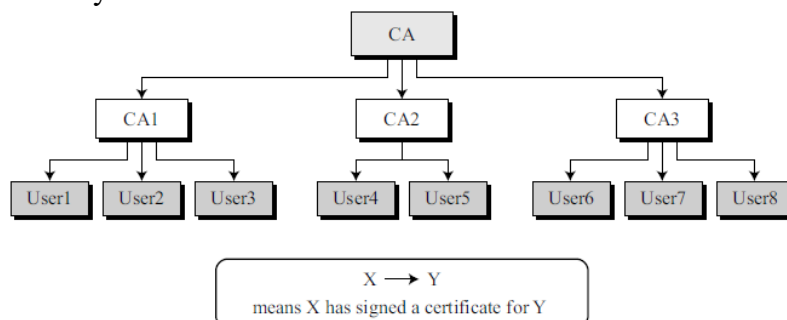 CA
CA1 CA2 CA3
User1 User2 User3 User4 User5 User6 User7 User8
X → Y
means X has signed a certificate for Y